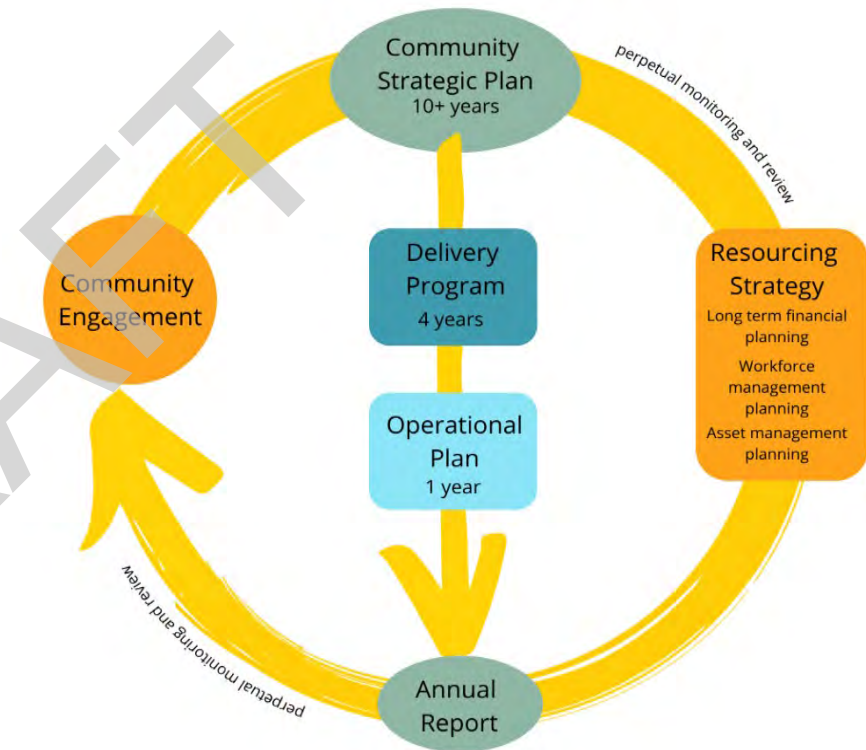 Community
Strategic Plan
10+ years
perpetual monitoring and review
Delivery
Program
4 years
Resourcing
Strategy
Long term financial
planning
Workforce
management
planning
Asset management
planning
Community
Engagement
Operational
Plan
1 year
perpetual monitoring and review
Annual
Report